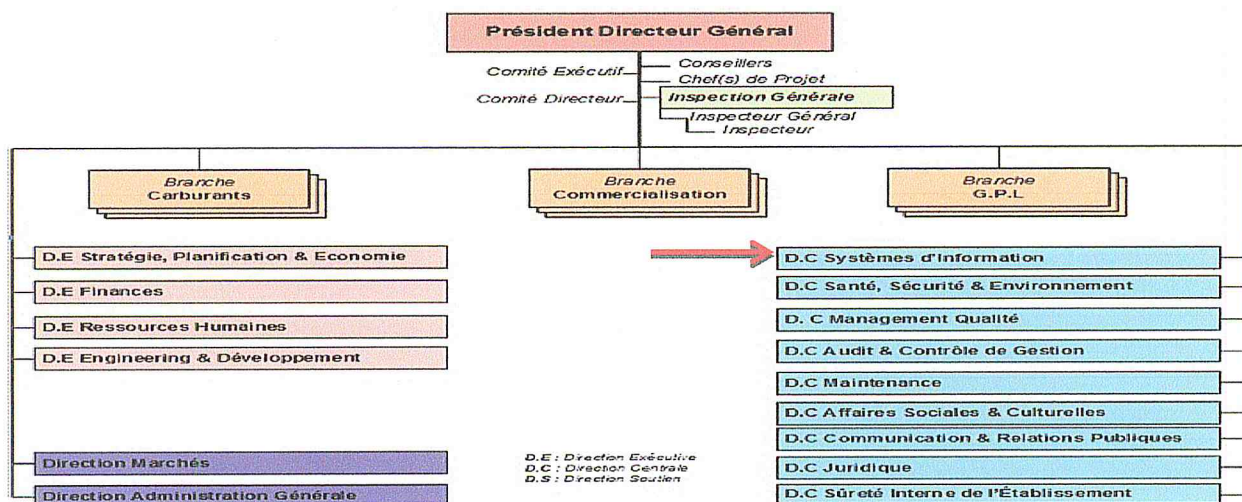 Président Directeur Général
Comité Exécutif
Conseillers
Chef(s) de Projet
Comité Directeur
Inspection Générale
Inspecteur Général
Inspecteur
Branche
Carburants
Branche
Commercialisation
Branche
G.P.L
D.E Stratégie, Planification & Economie
D.E Finances
D.E Ressources Humaines
D.E Engineering & Développement
Direction Marchés
Direction Administration Générale
D.E : Direction Exécutive
D.C : Direction Centrale
D.S : Direction Soutien
D.C Systèmes d'Information
D.C Santé, Sécurité & Environnement
D. C Management Qualité
D.C Audit & Contrôle de Gestion
D.C Maintenance
D.C Affaires Sociales & Culturelles
D.C Communication & Relations Publiques
D.C Juridique
D.C Sûreté Interne de l'Établissement